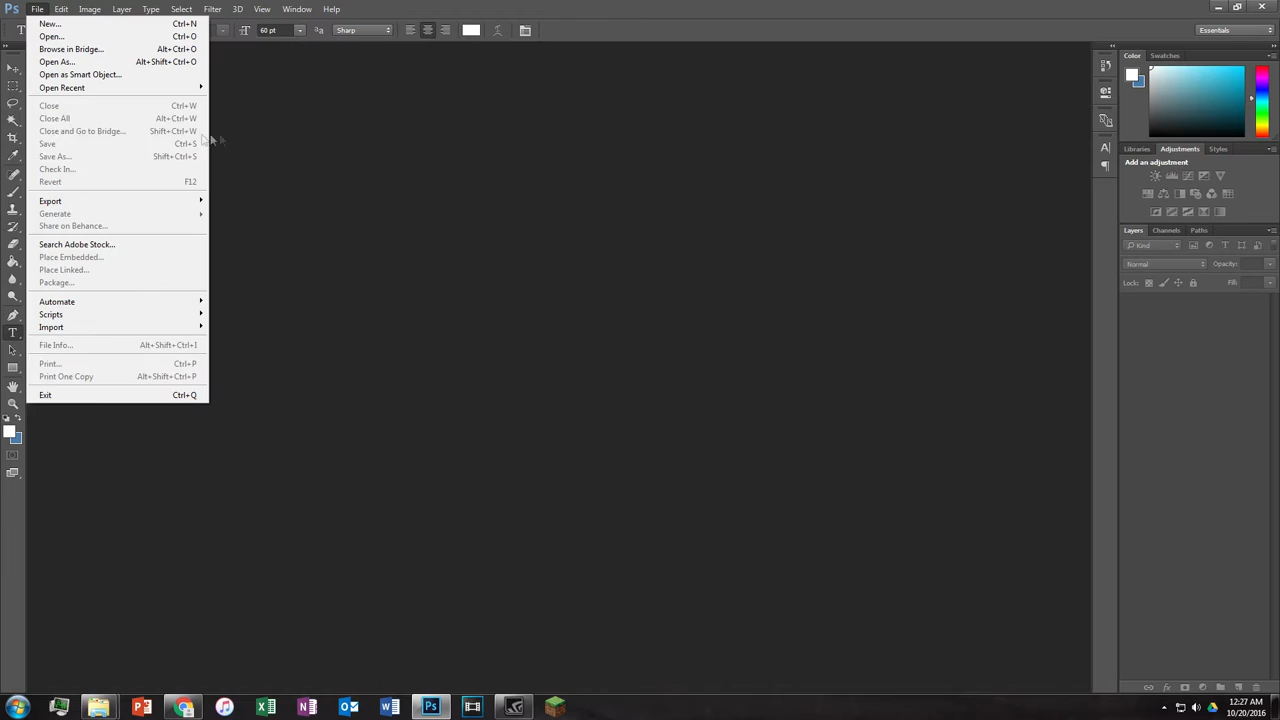 Ps File Edit Image Layer Type Select Filter 3D View Window Help
T 60 pt Sharp Essentials
New... Ctrl+N
Open... Ctrl+O
Browse in Bridge... Alt+Ctrl+O
Open As... Alt+Shift+Ctrl+O
Open as Smart Object...
Open Recent
Close Ctrl+W
Close All Alt+Ctrl+W
Close and Go to Bridge... Shift+Ctrl+W
Save Ctrl+S
Save As... Shift+Ctrl+S
Check In...
Revert F12
Export
Generate
Share on Behance...
Search Adobe Stock...
Place Embedded...
Place Linked...
Package...
Automate
Scripts
Import
File Info... Alt+Shift+Ctrl+I
Print... Ctrl+P
Print One Copy Alt+Shift+Ctrl+P
Exit Ctrl+Q
Color Swatches
Libraries Adjustments Styles
Add an adjustment
Layers Channels Paths
Kind
Normal Opacity:
Lock: Fill:
12:27 AM
10/20/2016